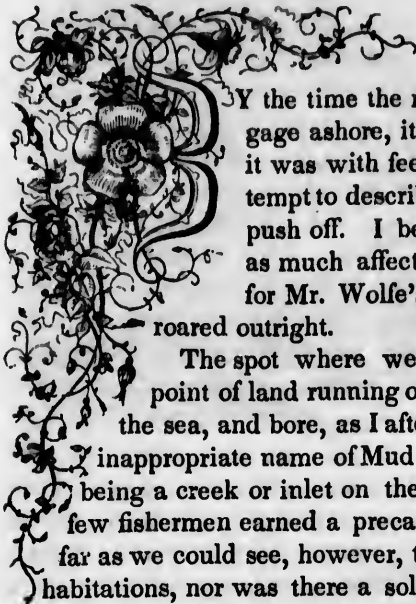 BY the time the
gage ashore, it
it was with fee
tempt to descri
push off. I be
as much affect
for Mr. Wolfe'
roared outright.
The spot where we
point of land running o
the sea, and bore, as I afte
inappropriate name of Mud
being a creek or inlet on the
few fishermen earned a preca
far as we could see, however, t
habitations, nor was there a sol